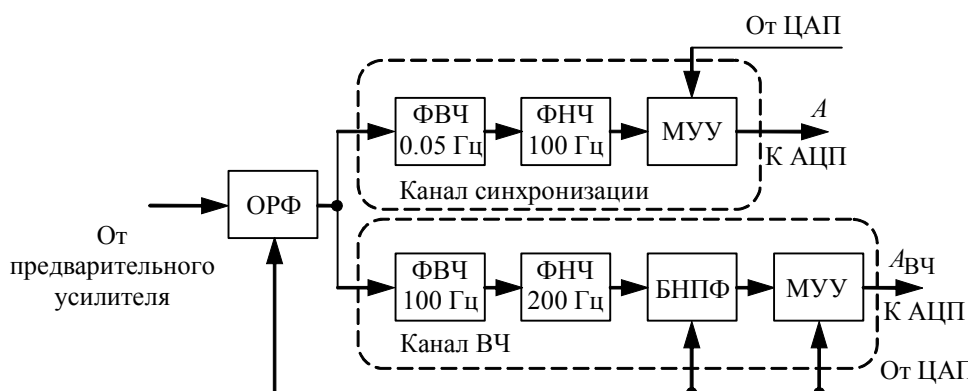 От ЦАП
ФВЧ
0.05 Гц
ФНЧ
100 Гц
МУУ
A
К АЦП
Канал синхронизации
ОРФ
От
предварительного
усилителя
ФВЧ
100 Гц
ФНЧ
200 Гц
БНПФ
МУУ
AВЧ
К АЦП
Канал ВЧ
От ЦАП